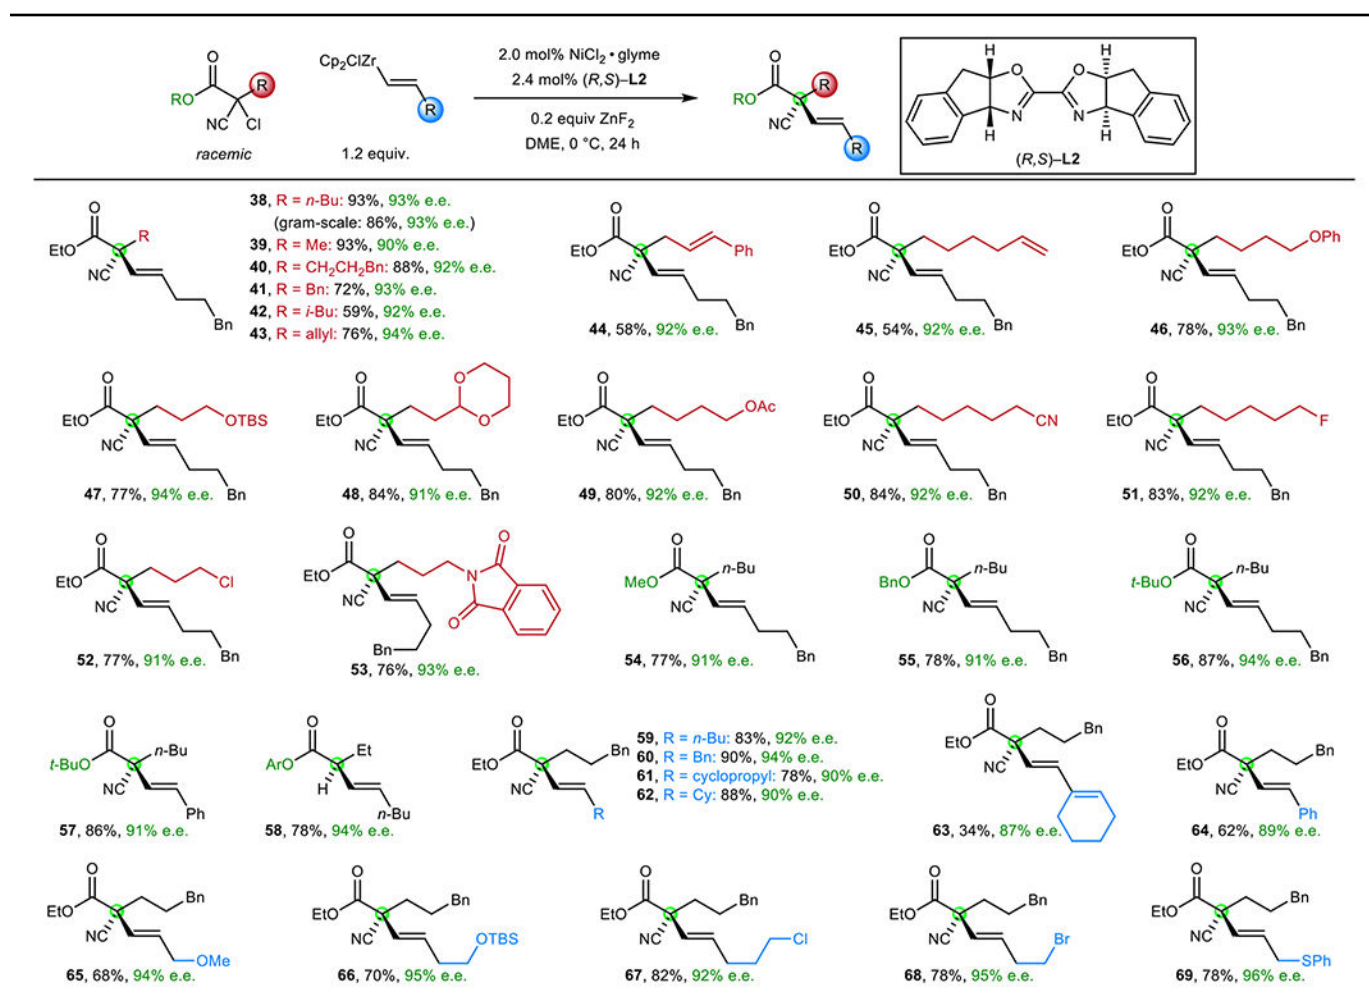 O
RO
R
NC Cl
racemic
Cp₂ClZr
R
1.2 equiv.
2.0 mol% NiCl₂ • glyme
2.4 mol% (R,S)–L2
0.2 equiv ZnF₂
DME, 0 °C, 24 h
O
RO
R
NC
R
H H
O O
N N
H H
(R,S)–L2
O
EtO
R
NC
Bn
38, R = n-Bu: 93%, 93% e.e.
(gram-scale: 86%, 93% e.e.)
39, R = Me: 93%, 90% e.e.
40, R = CH₂CH₂Bn: 88%, 92% e.e.
41, R = Bn: 72%, 93% e.e.
42, R = i-Bu: 59%, 92% e.e.
43, R = allyl: 76%, 94% e.e.
O
EtO
Ph
NC
Bn
44, 58%, 92% e.e.
O
EtO
NC
Bn
45, 54%, 92% e.e.
O
EtO
OPh
NC
Bn
46, 78%, 93% e.e.
O
EtO
OTBS
NC
Bn
47, 77%, 94% e.e.
O
EtO
O
O
NC
Bn
48, 84%, 91% e.e.
O
EtO
OAc
NC
Bn
49, 80%, 92% e.e.
O
EtO
CN
NC
Bn
50, 84%, 92% e.e.
O
EtO
F
NC
Bn
51, 83%, 92% e.e.
O
EtO
Cl
NC
Bn
52, 77%, 91% e.e.
O
EtO
O
N
O
NC
Bn
53, 76%, 93% e.e.
O
MeO
n-Bu
NC
Bn
54, 77%, 91% e.e.
O
BnO
n-Bu
NC
Bn
55, 78%, 91% e.e.
O
t-BuO
n-Bu
NC
Bn
56, 87%, 94% e.e.
O
t-BuO
n-Bu
NC
Ph
57, 86%, 91% e.e.
O
ArO
Et
H
n-Bu
58, 78%, 94% e.e.
O
EtO
Bn
NC
R
59, R = n-Bu: 83%, 92% e.e.
60, R = Bn: 90%, 94% e.e.
61, R = cyclopropyl: 78%, 90% e.e.
62, R = Cy: 88%, 90% e.e.
O
EtO
Bn
NC
63, 34%, 87% e.e.
O
EtO
Bn
NC
Ph
64, 62%, 89% e.e.
O
EtO
Bn
NC
OMe
65, 68%, 94% e.e.
O
EtO
Bn
NC
OTBS
66, 70%, 95% e.e.
O
EtO
Bn
NC
Cl
67, 82%, 92% e.e.
O
EtO
Bn
NC
Br
68, 78%, 95% e.e.
O
EtO
Bn
NC
SPh
69, 78%, 96% e.e.